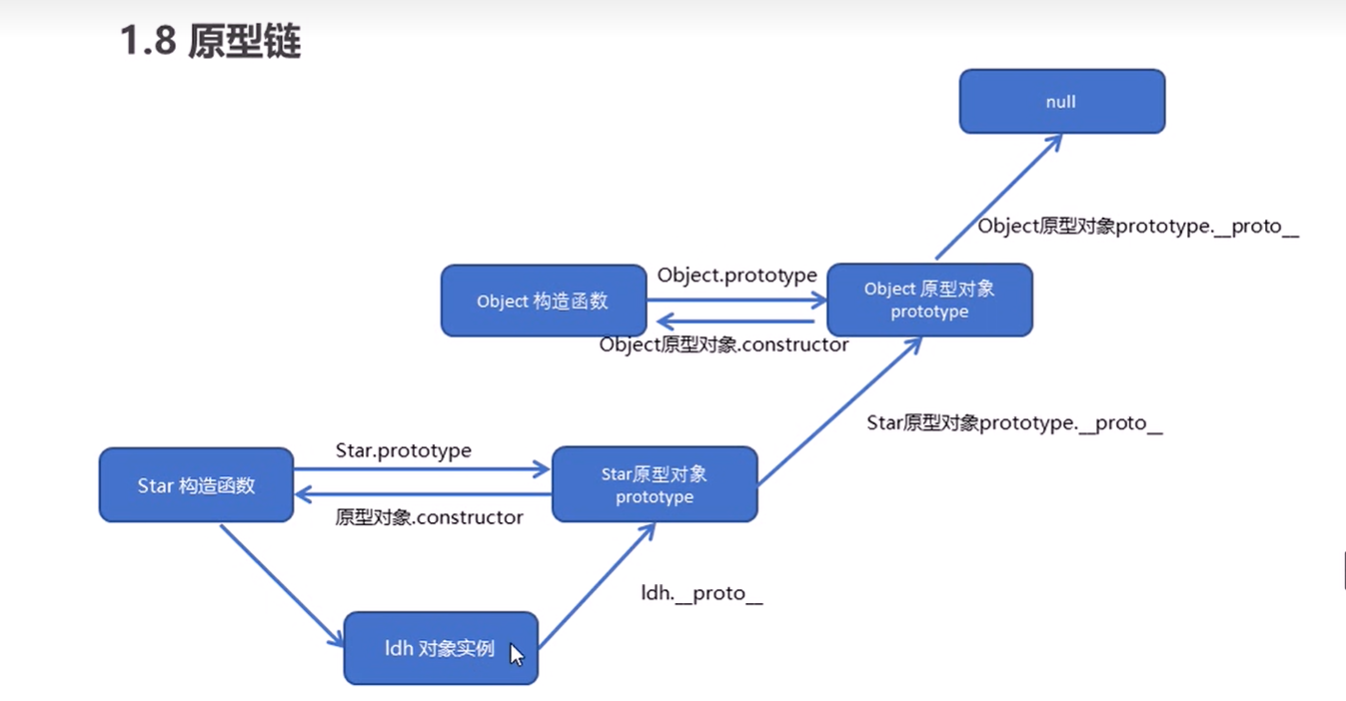 1.8 原型链
null
Object原型对象prototype.__proto__
Object.prototype
Object 构造函数
Object 原型对象
prototype
Object原型对象.constructor
Star原型对象prototype.__proto__
Star.prototype
Star 构造函数
Star原型对象
prototype
原型对象.constructor
ldh.__proto__
ldh 对象实例